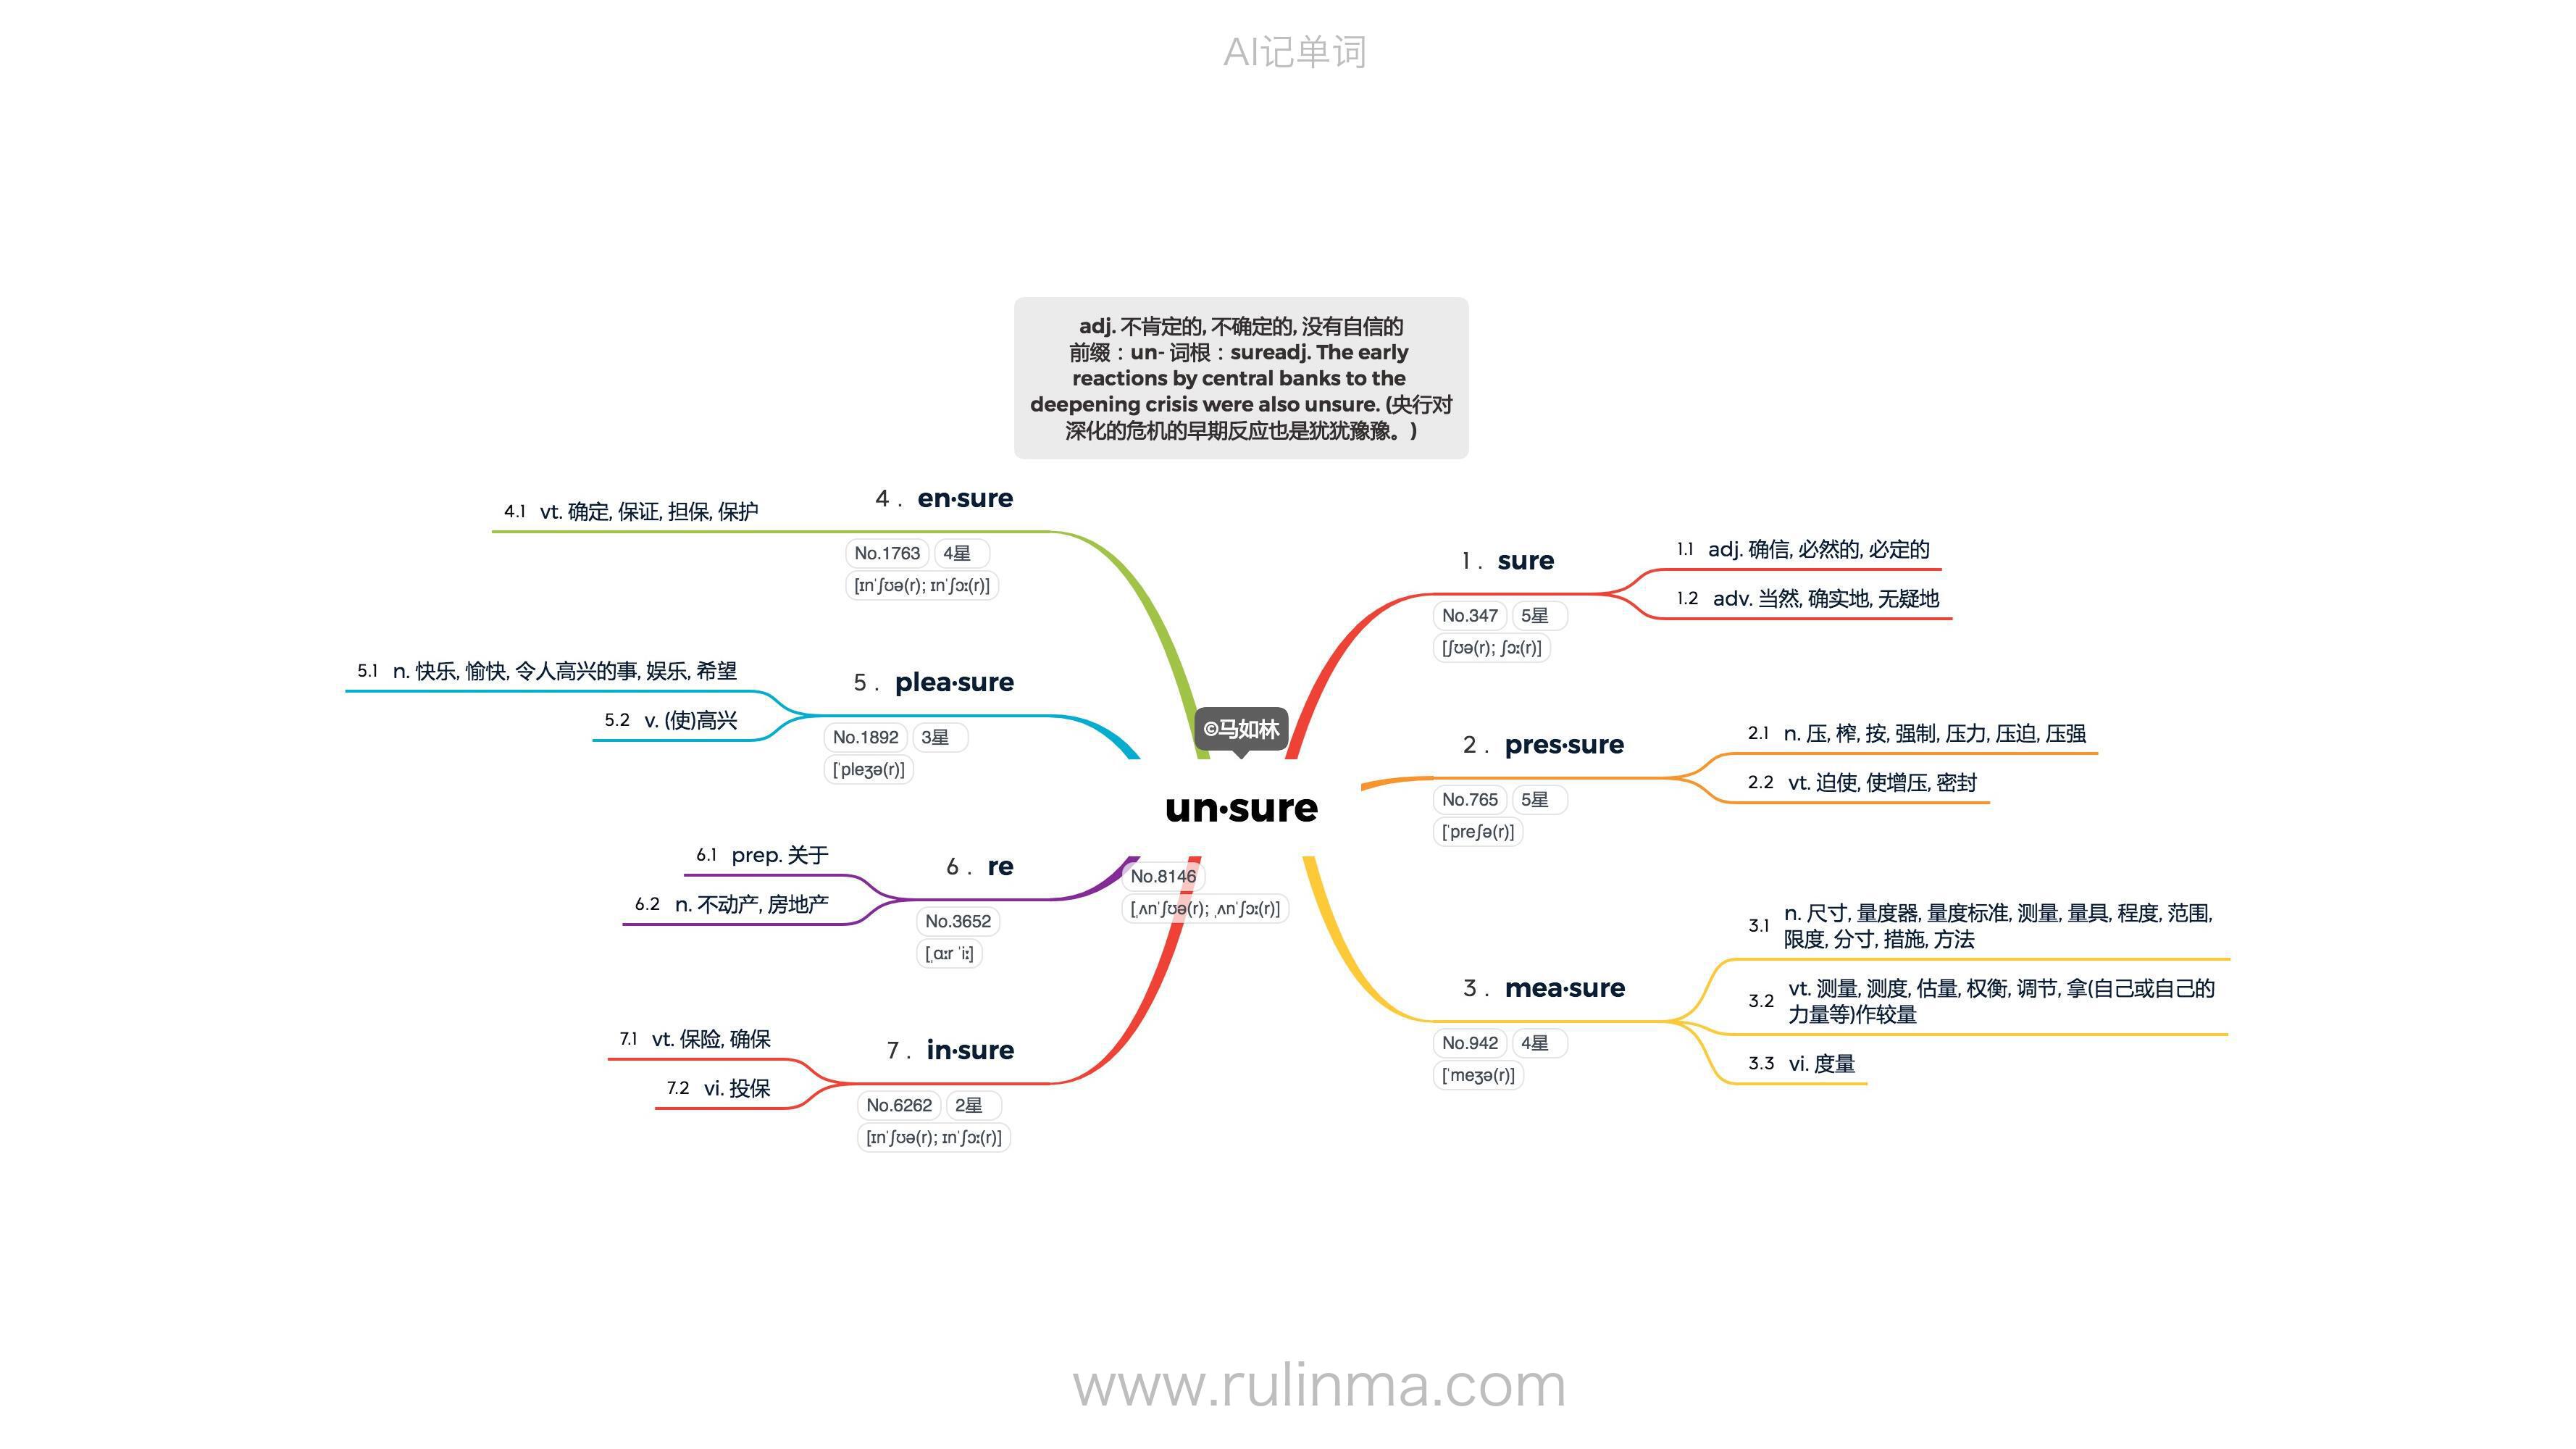 AI记单词
adj. 不肯定的, 不确定的, 没有自信的
前缀：un- 词根：sureadj. The early
reactions by central banks to the
deepening crisis were also unsure. (央行对
深化的危机的早期反应也是犹犹豫豫。)
©马如林
un·sure
No.8146
[ˌʌnˈʃʊə(r); ˌʌnˈʃɔː(r)]
1. sure
No.347 5星
[ʃʊə(r); ʃɔː(r)]
1.1 adj. 确信, 必然的, 必定的
1.2 adv. 当然, 确实地, 无疑地
2. pres·sure
No.765 5星
[ˈpreʃə(r)]
2.1 n. 压, 榨, 按, 强制, 压力, 压迫, 压强
2.2 vt. 迫使, 使增压, 密封
3. mea·sure
No.942 4星
[ˈmeʒə(r)]
3.1 n. 尺寸, 量度器, 量度标准, 测量, 量具, 程度, 范围,
限度, 分寸, 措施, 方法
3.2 vt. 测量, 测度, 估量, 权衡, 调节, 拿(自己或自己的
力量等)作较量
3.3 vi. 度量
4. en·sure
No.1763 4星
[ɪnˈʃʊə(r); ɪnˈʃɔː(r)]
4.1 vt. 确定, 保证, 担保, 保护
5. plea·sure
No.1892 3星
[ˈpleʒə(r)]
5.1 n. 快乐, 愉快, 令人高兴的事, 娱乐, 希望
5.2 v. (使)高兴
6. re
No.3652
[ˌɑːr ˈiː]
6.1 prep. 关于
6.2 n. 不动产, 房地产
7. in·sure
No.6262 2星
[ɪnˈʃʊə(r); ɪnˈʃɔː(r)]
7.1 vt. 保险, 确保
7.2 vi. 投保
www.rulinma.com